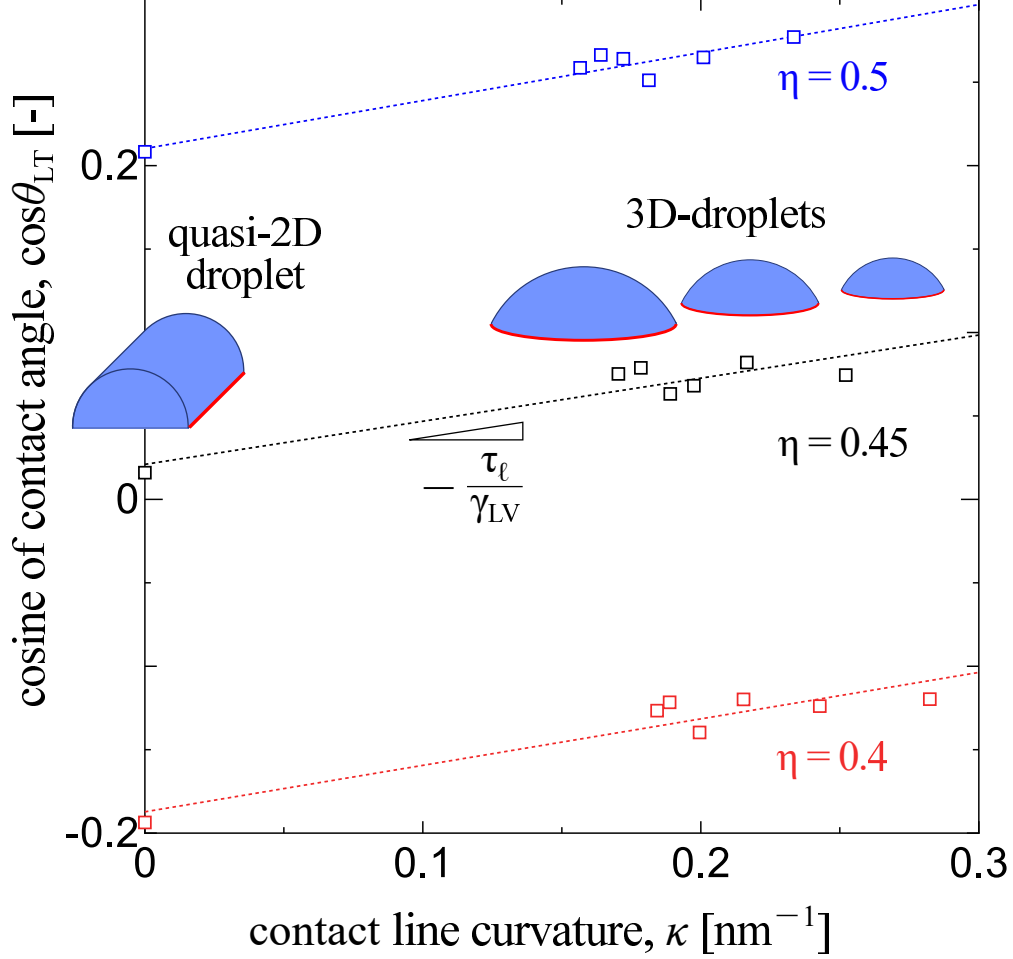 η = 0.5
0.2
quasi-2D
droplet
3D-droplets
η = 0.45
− τℓ / γLV
0
η = 0.4
-0.2
0 0.1 0.2 0.3
contact line curvature, κ [nm⁻¹]
cosine of contact angle, cosθLT [-]